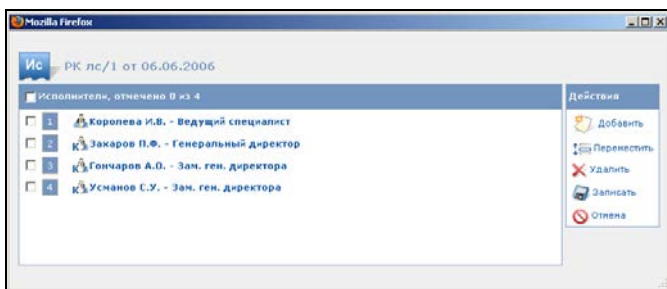 Mozilla Firefox
Ис РК лс/1 от 06.06.2006
Исполнители, отмечено 0 из 4
1 Королева И.В. - Ведущий специалист
2 К Захаров П.Ф. - Генеральный директор
3 К Гончаров А.О. - Зам. ген. директора
4 К Усманов С.У. - Зам. ген. директора
Действия
Добавить
Переместить
Удалить
Записать
Отмена